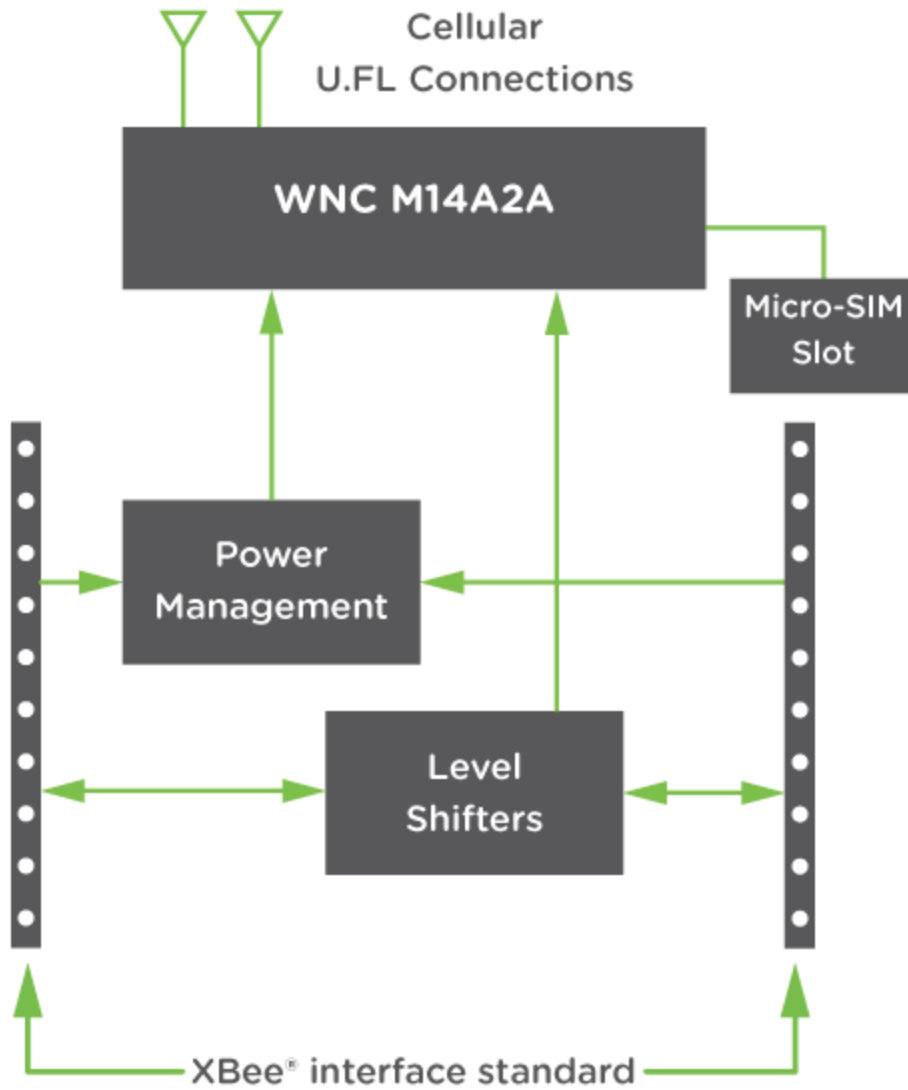 Cellular
U.FL Connections
WNC M14A2A
Micro-SIM
Slot
Power
Management
Level
Shifters
XBee® interface standard